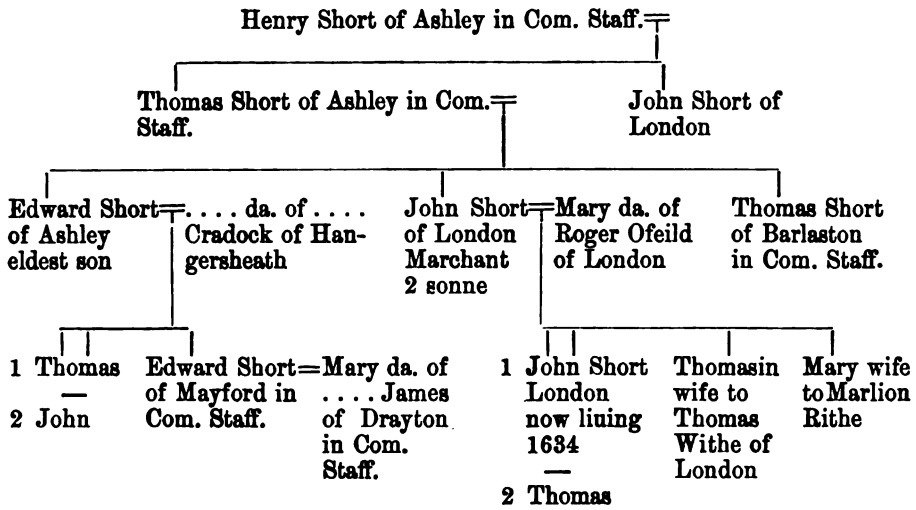 Henry Short of Ashley in Com. Staff.
Thomas Short of Ashley in Com.
Staff.
John Short of
London
Edward Short
of Ashley
eldest son
. . . . da. of . . . .
Cradock of Han-
gersheath
John Short
of London
Marchant
2 sonne
Mary da. of
Roger Ofeild
of London
Thomas Short
of Barlaston
in Com. Staff.
1 Thomas
—
2 John
Edward Short
of Mayford in
Com. Staff.
Mary da. of
. . . . James
of Drayton
in Com.
Staff.
1 John Short
London
now liuing
1634
—
2 Thomas
Thomasin
wife to
Thomas
Withe of
London
Mary wife
to Marlion
Rithe